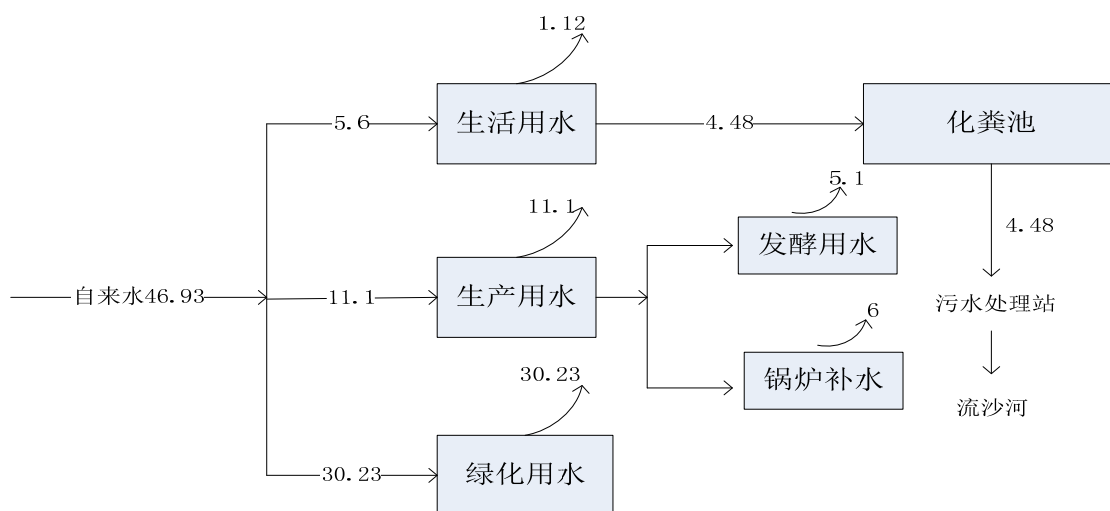 1.12
5.6
生活用水
4.48
化粪池
5.1
11.1
发酵用水
4.48
自来水46.93
11.1
生产用水
污水处理站
6
锅炉补水
30.23
流沙河
30.23
绿化用水